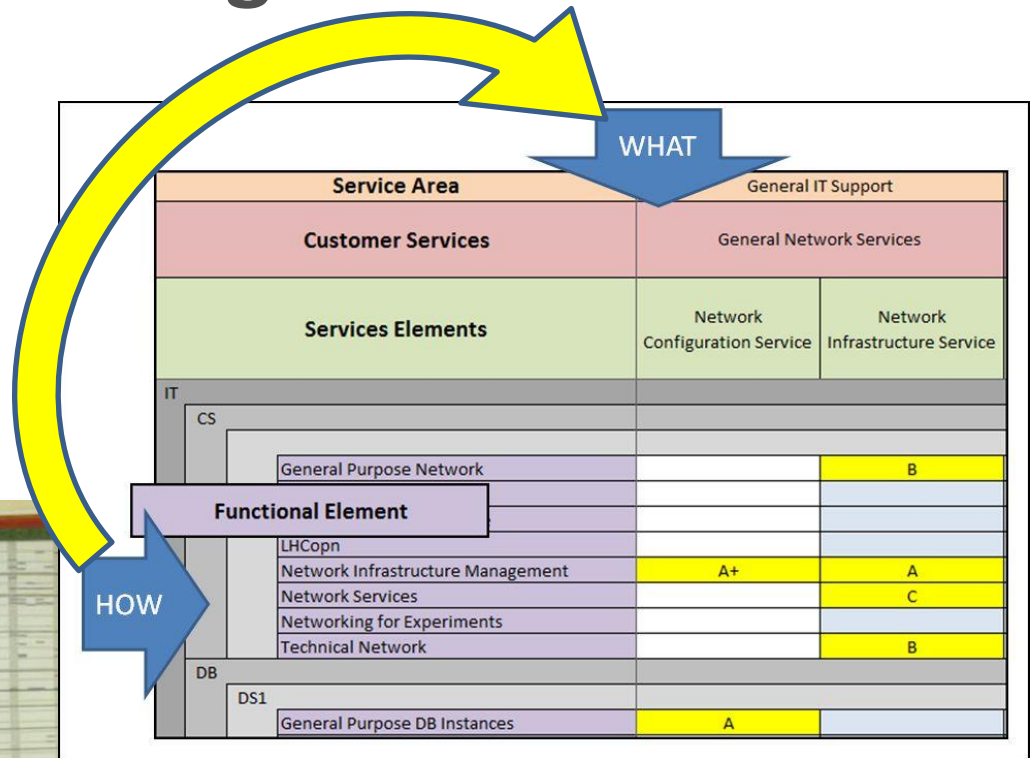 WHAT
Service Area General IT Support
Customer Services General Network Services
Services Elements
Network Configuration Service
Network Infrastructure Service
IT
CS
General Purpose Network B
Functional Element
LHCopn
Network Infrastructure Management A+ A
Network Services C
Networking for Experiments
Technical Network B
DB
DS1
General Purpose DB Instances A
HOW